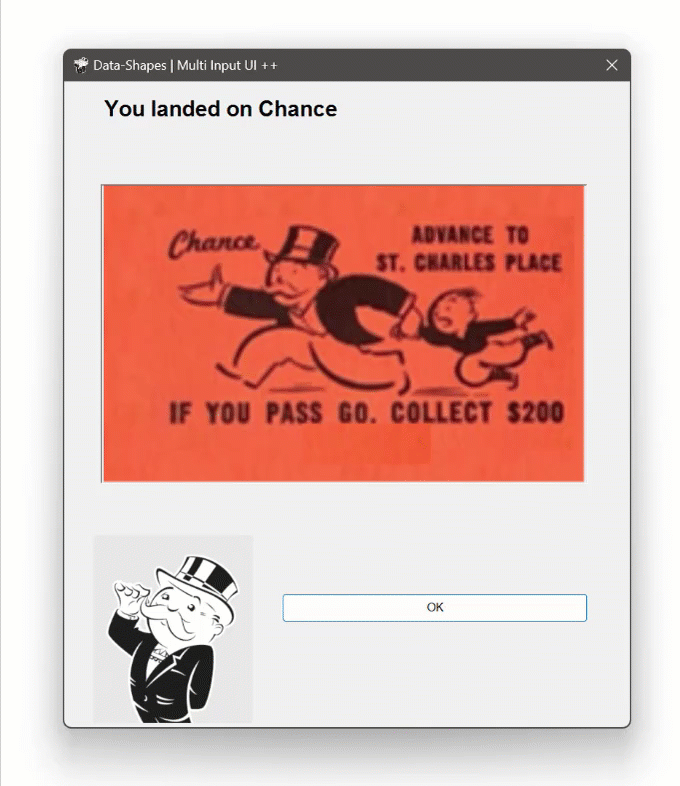 Data-Shapes | Multi Input UI ++
You landed on Chance
Chance
ADVANCE TO
ST. CHARLES PLACE
IF YOU PASS GO. COLLECT $200
OK